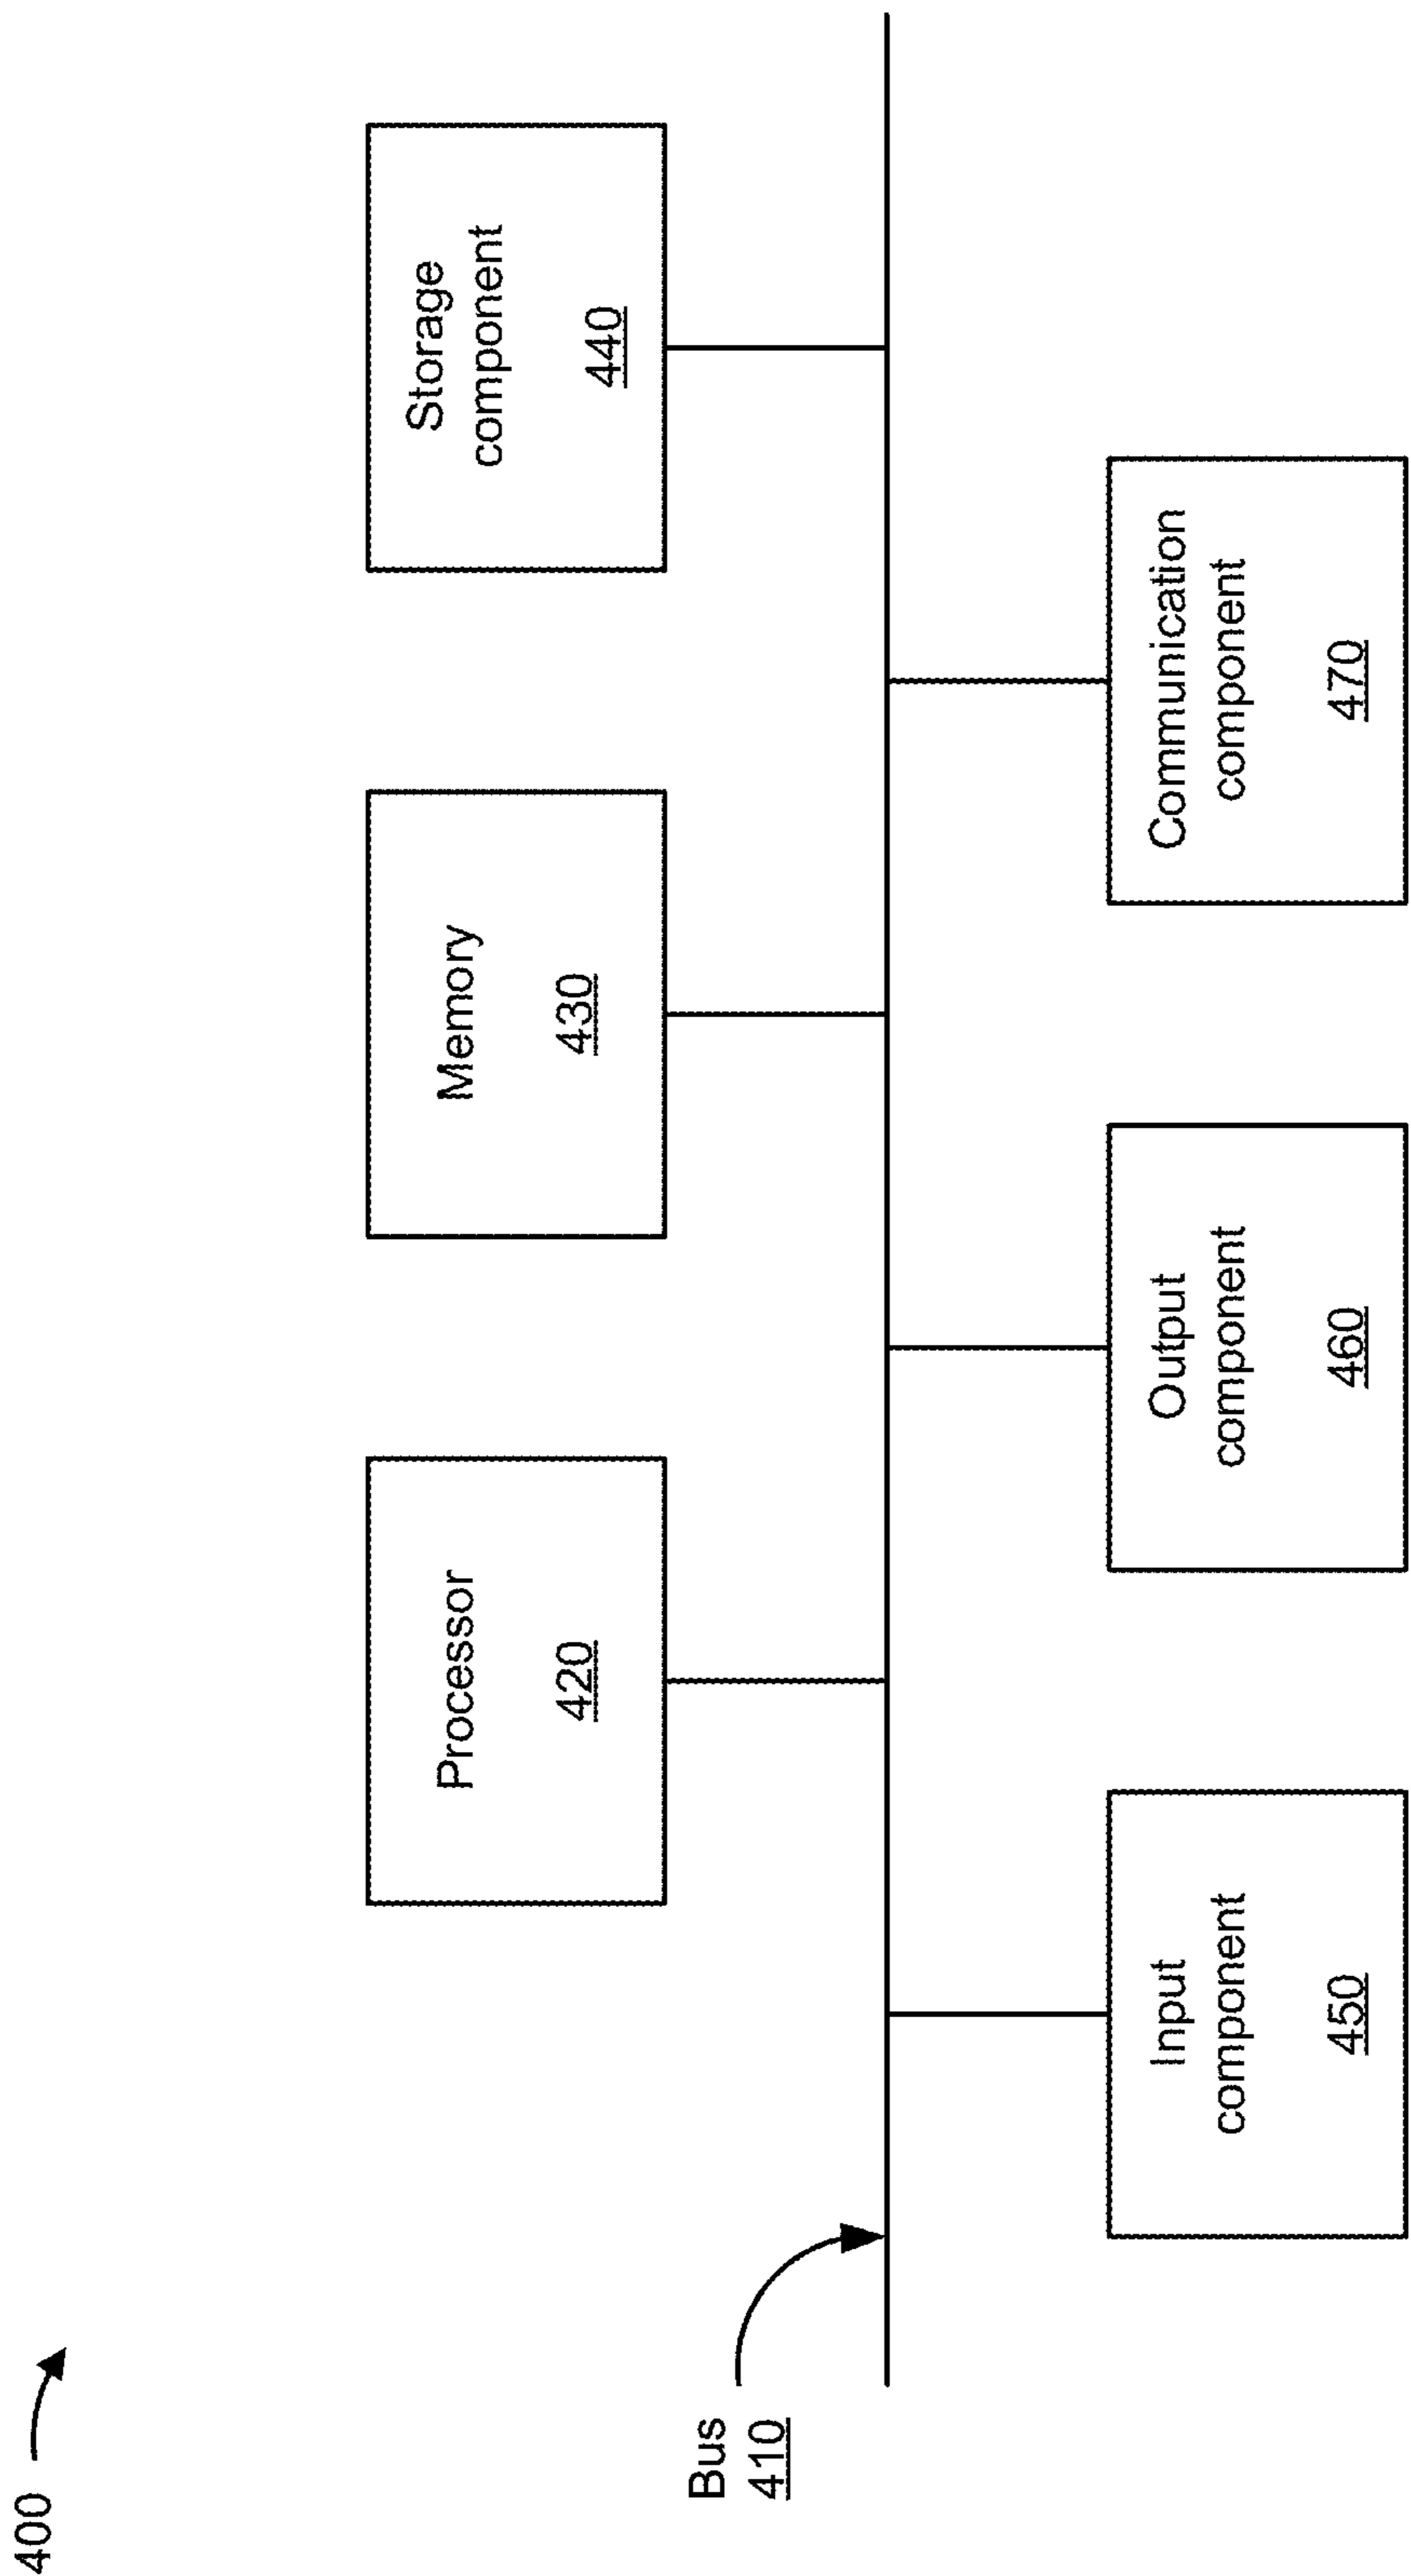 400
Processor
420
Memory
430
Storage
component
440
Bus
410
Input
component
450
Output
component
460
Communication
component
470